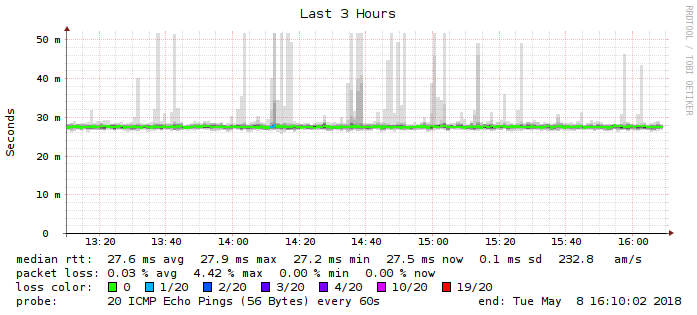 Last 3 Hours
RRDTOOL / TOBI OETIKER
Seconds
50 m
40 m
30 m
20 m
10 m
0
13:20 13:40 14:00 14:20 14:40 15:00 15:20 15:40 16:00
median rtt: 27.6 ms avg 27.9 ms max 27.2 ms min 27.5 ms now 0.1 ms sd 232.8 am/s
packet loss: 0.03 % avg 4.42 % max 0.00 % min 0.00 % now
loss color: 0 1/20 2/20 3/20 4/20 10/20 19/20
probe: 20 ICMP Echo Pings (56 Bytes) every 60s end: Tue May 8 16:10:02 2018